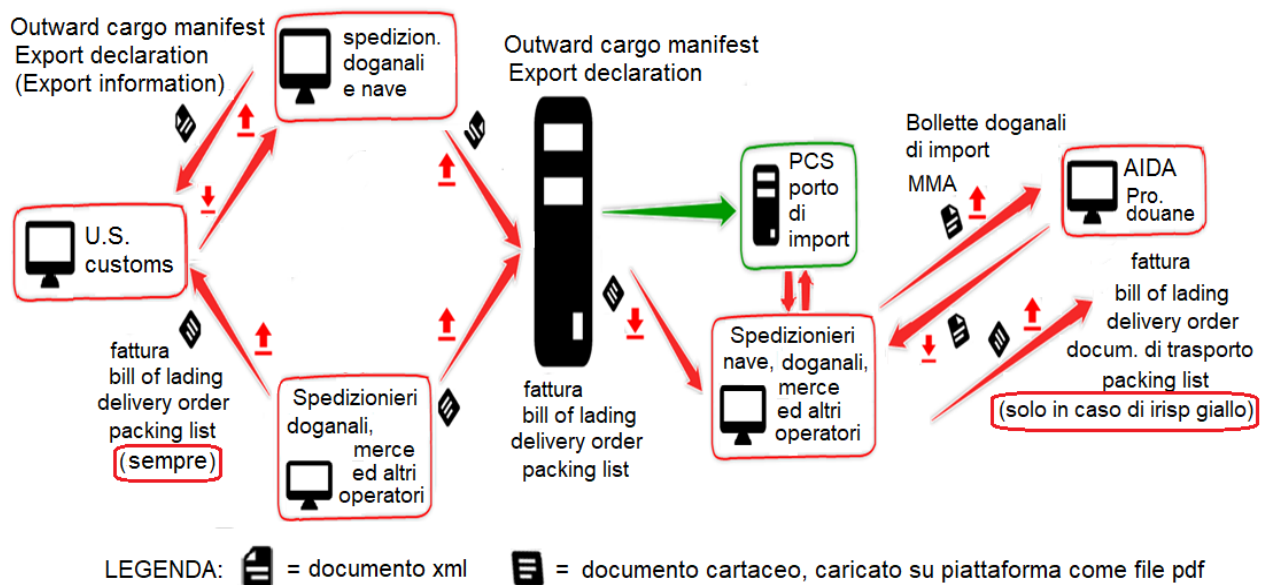 Outward cargo manifest
Export declaration
(Export information)
spedizion.
doganali
e nave
Outward cargo manifest
Export declaration
U.S.
customs
fattura
bill of lading
delivery order
packing list
(sempre)
Spedizionieri
doganali,
merce
ed altri
operatori
fattura
bill of lading
delivery order
packing list
PCS
porto
di
import
Spedizionieri
nave, doganali,
merce
ed altri
operatori
Bollette doganali
di import
MMA
AIDA
Pro.
douane
fattura
bill of lading
delivery order
docum. di trasporto
packing list
(solo in caso di irisp giallo)
LEGENDA: = documento xml = documento cartaceo, caricato su piattaforma come file pdf